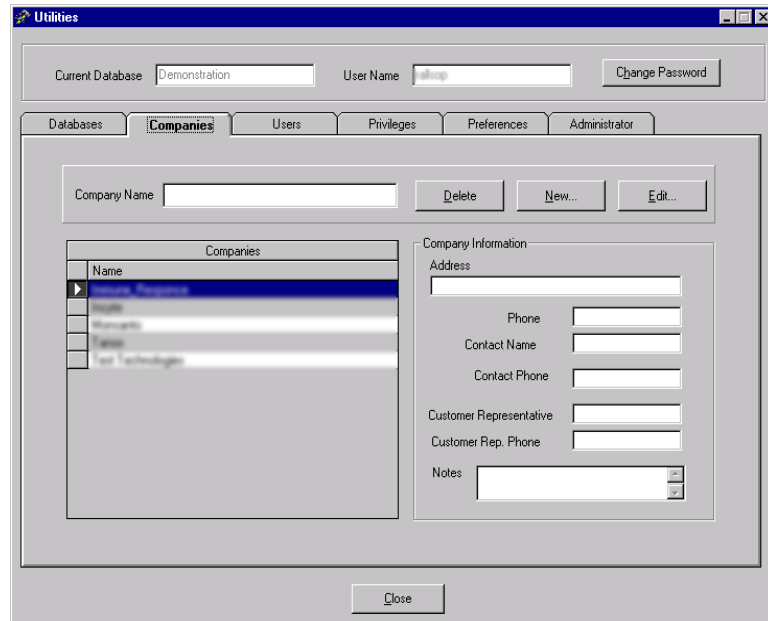 Utilities
Current Database Demonstration User Name Change Password
Databases Companies Users Privileges Preferences Administrator
Company Name Delete New... Edit...
Companies
Name
Company Information
Address
Phone
Contact Name
Contact Phone
Customer Representative
Customer Rep. Phone
Notes
Close